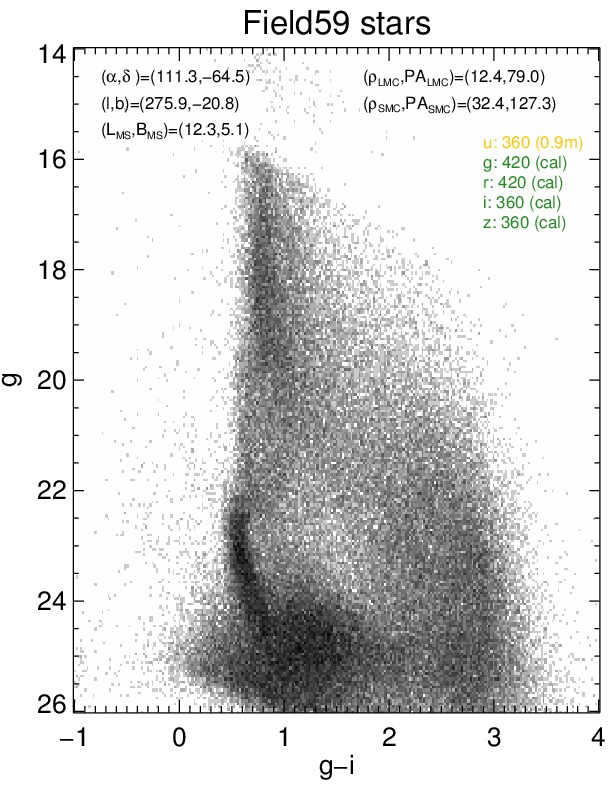 Field59 stars
(α,δ )=(111.3,−64.5)
(ρLMC,PALMC)=(12.4,79.0)
(l,b)=(275.9,−20.8)
(ρSMC,PASMC)=(32.4,127.3)
(LMS,BMS)=(12.3,5.1)
u: 360 (0.9m)
g: 420 (cal)
r: 420 (cal)
i: 360 (cal)
z: 360 (cal)
14
16
18
20
22
24
26
g
−1 0 1 2 3 4
g−i